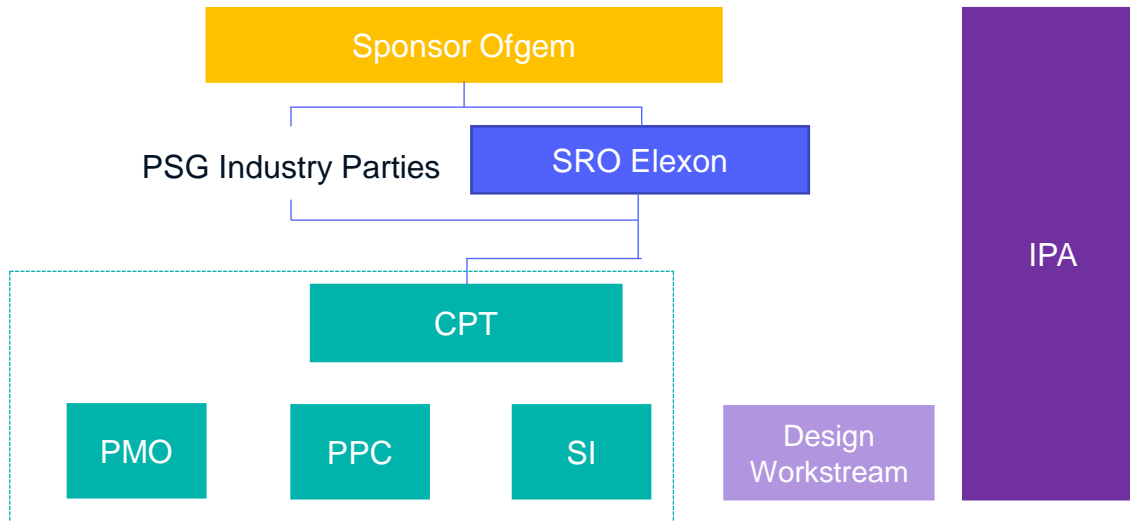 Sponsor Ofgem
PSG Industry Parties
SRO Elexon
IPA
CPT
PMO
PPC
SI
Design
Workstream